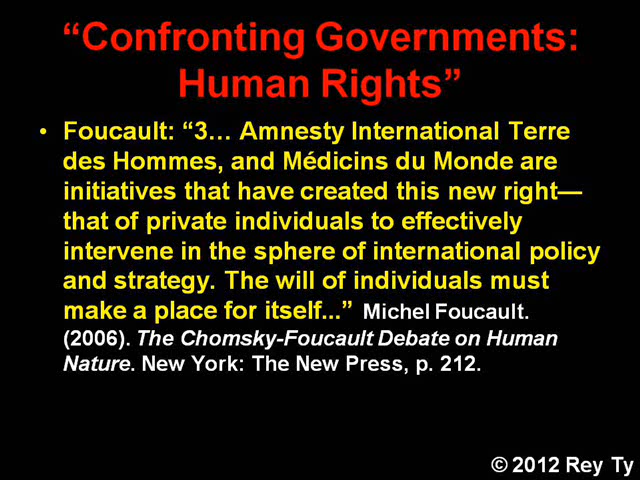 “Confronting Governments:
Human Rights”
• Foucault: “3… Amnesty International Terre
des Hommes, and Médicins du Monde are
initiatives that have created this new right—
that of private individuals to effectively
intervene in the sphere of international policy
and strategy. The will of individuals must
make a place for itself...” Michel Foucault.
(2006). The Chomsky-Foucault Debate on Human
Nature. New York: The New Press, p. 212.
© 2012 Rey Ty